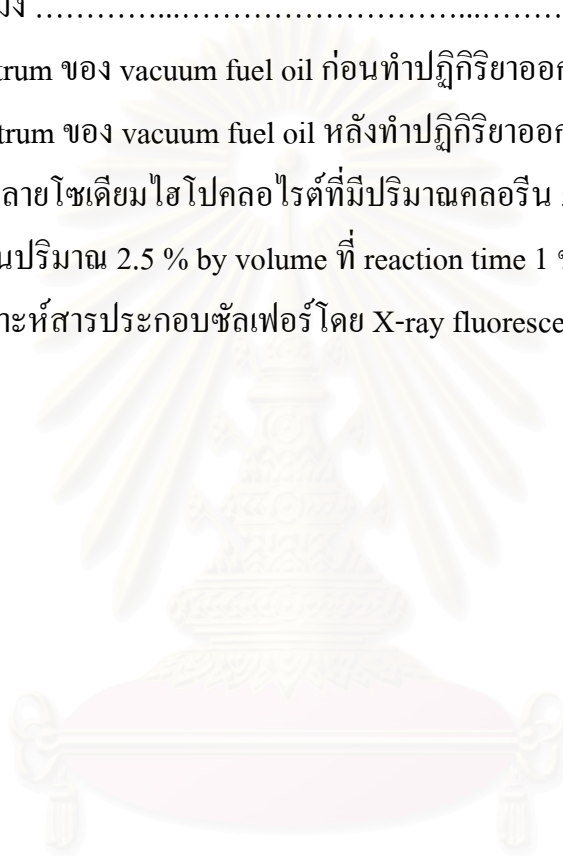 …………...………………………...………
trum ของ vacuum fuel oil ก่อนทำปฏิกิริยาออก
trum ของ vacuum fuel oil หลังทำปฏิกิริยาออก
ลายโซเดียมไฮโปคลอไรต์ที่มีปริมาณคลอรีน
นปริมาณ 2.5 % by volume ที่ reaction time 1
าะห์สารประกอบซัลเฟอร์โดย X-ray fluoresce